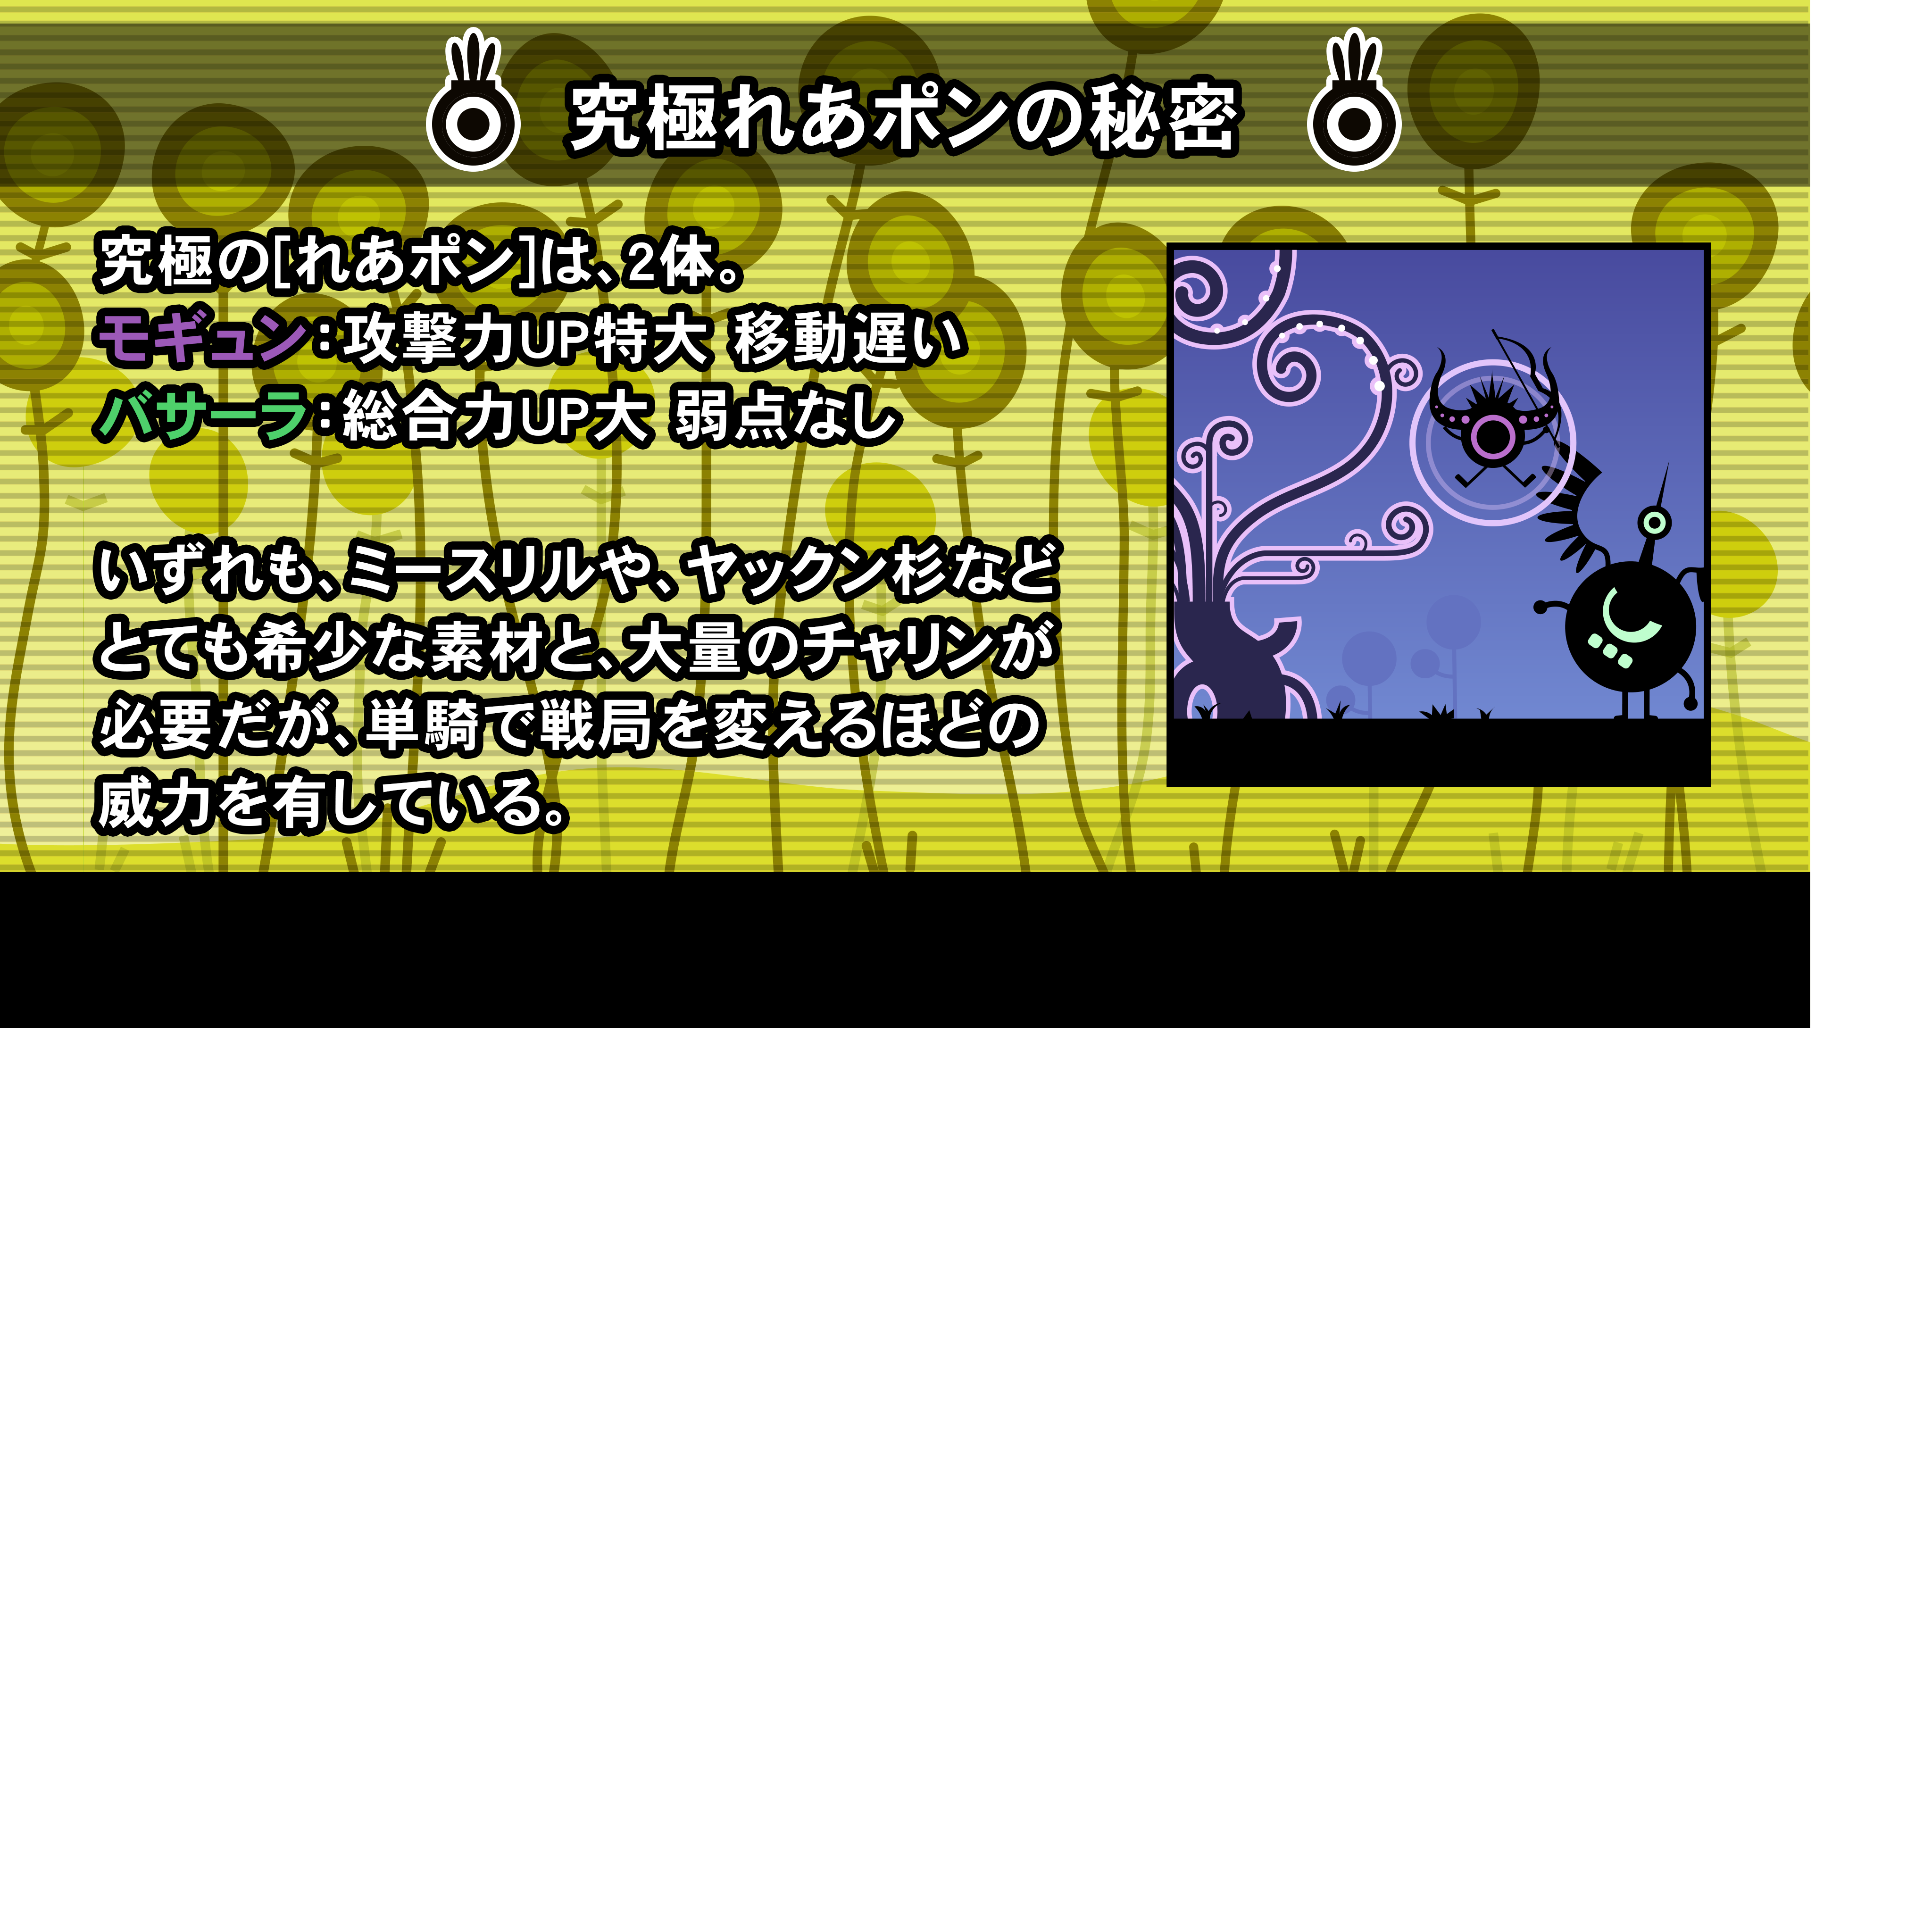 究極れあポンの秘密
究極の[れあポン]は、2体。
モギュン:攻撃力UP特大 移動遅い
バサーラ:総合力UP大 弱点なし
いずれも、ミースリルや、ヤックン杉など
とても希少な素材と、大量のチャリンが
必要だが、単騎で戦局を変えるほどの
威力を有している。